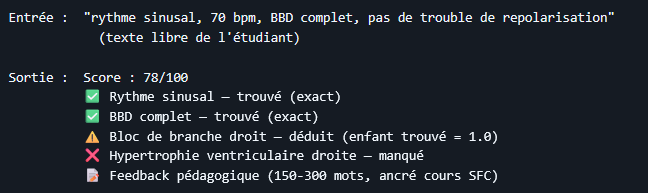 Entrée :  "rythme sinusal, 70 bpm, BBD complet, pas de trouble de repolarisation"
(texte libre de l'étudiant)
Sortie :  Score : 78/100
✅ Rythme sinusal — trouvé (exact)
✅ BBD complet — trouvé (exact)
⚠️ Bloc de branche droit — déduit (enfant trouvé = 1.0)
❌ Hypertrophie ventriculaire droite — manqué
📝 Feedback pédagogique (150-300 mots, ancré cours SFC)